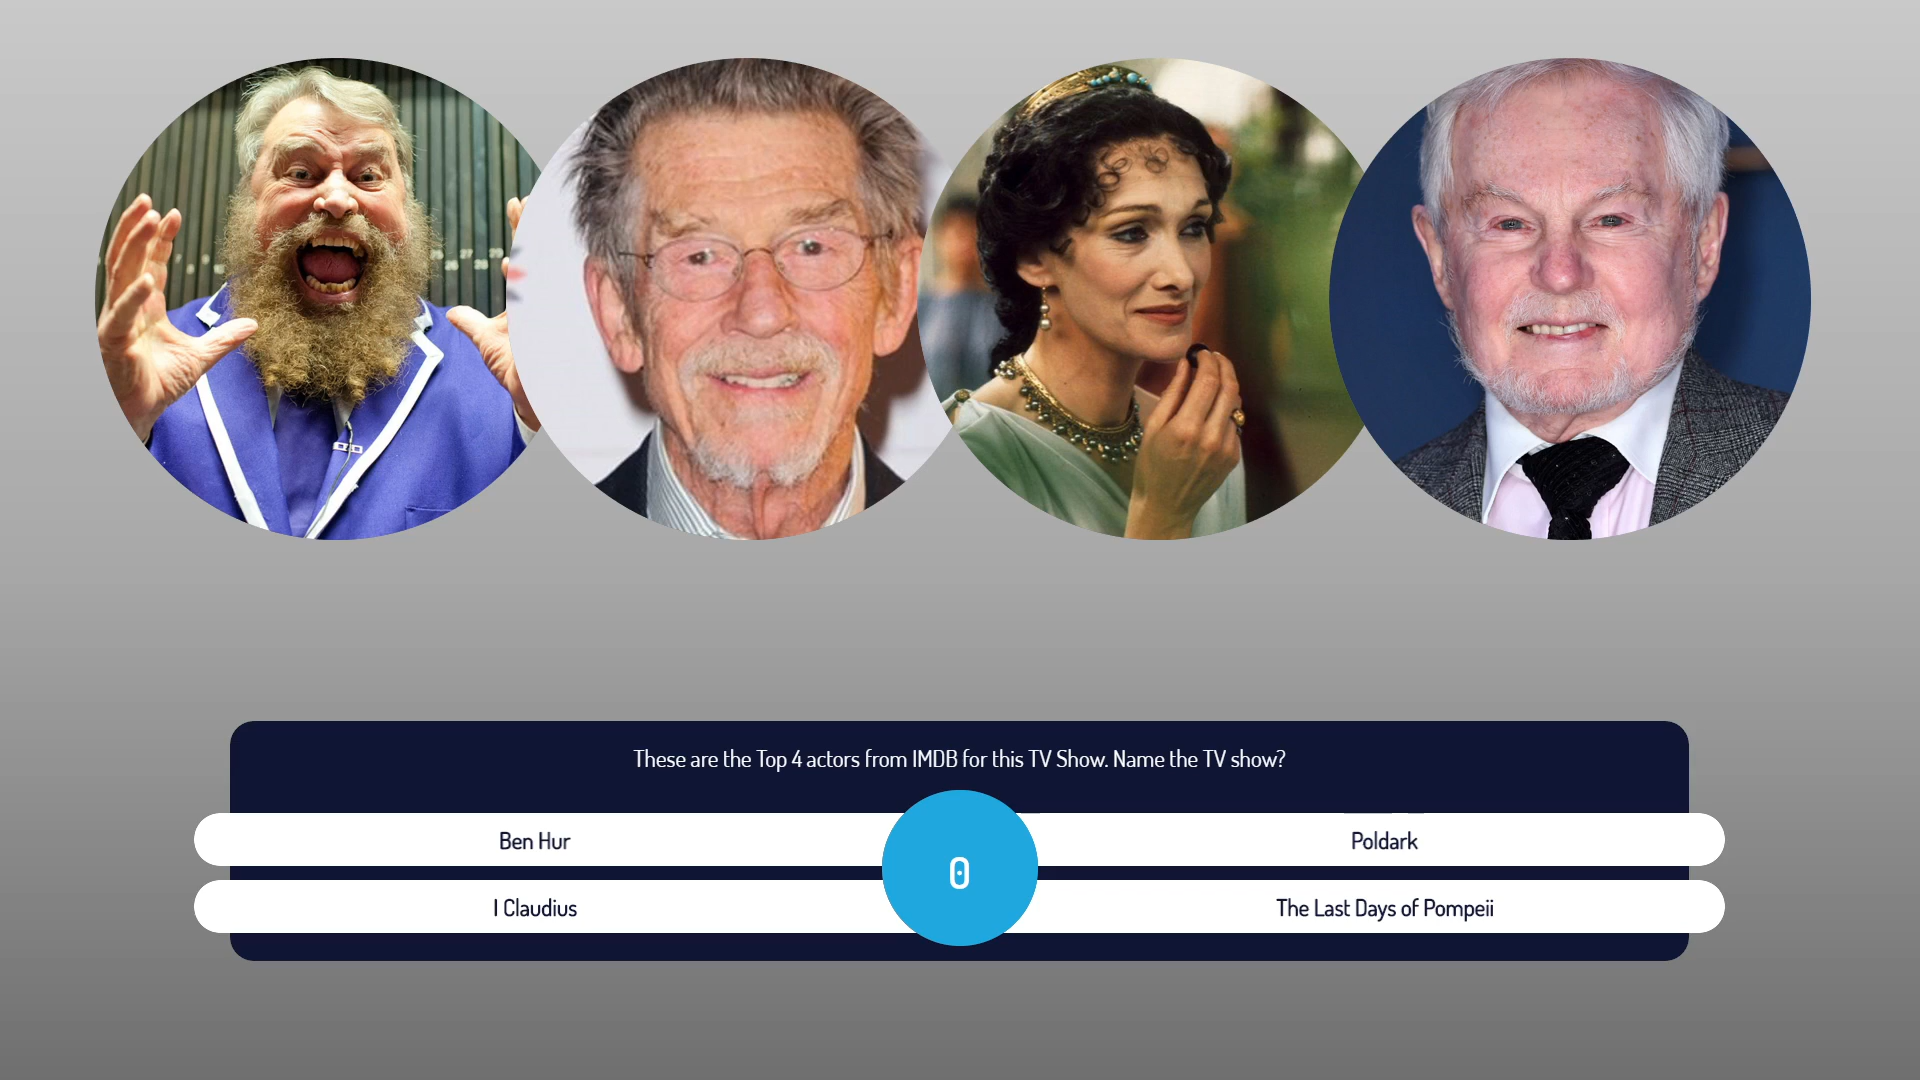 These are the Top 4 actors from IMDB for this TV Show. Name the TV show?
Ben Hur
Poldark
0
I Claudius
The Last Days of Pompeii